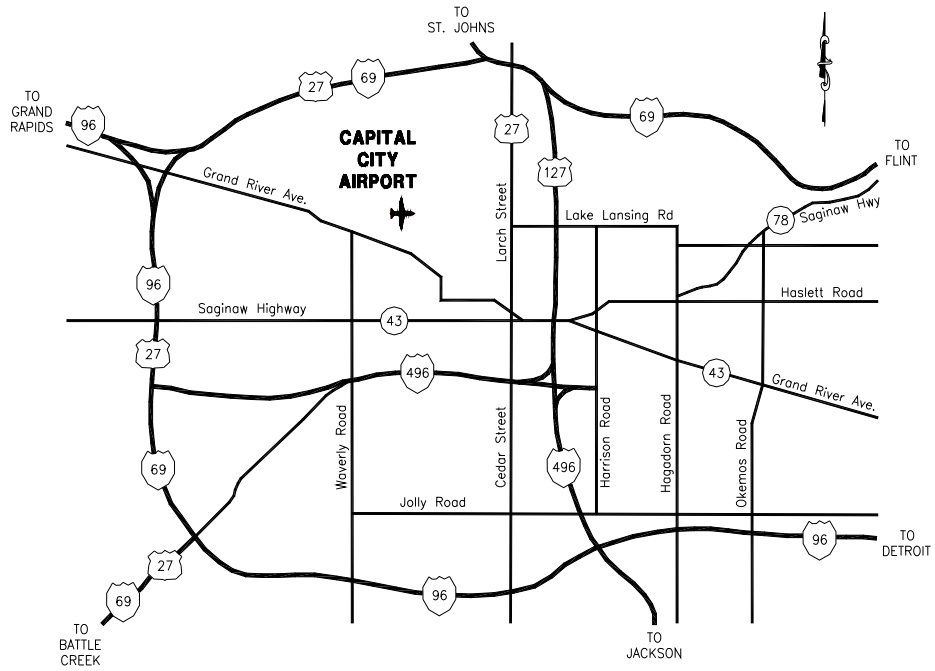 TO
ST. JOHNS
27
69
TO
GRAND
RAPIDS
96
CAPITAL
CITY
AIRPORT
27
69
127
TO
FLINT
Grand River Ave.
Larch Street
Lake Lansing Rd
78
Saginaw Hwy
96
Saginaw Highway
43
Haslett Road
27
496
43
Grand River Ave.
Waverly Road
Cedar Street
Harrison Road
Hagadorn Road
Okemos Road
69
496
Jolly Road
27
96
TO
DETROIT
69
96
TO
BATTLE
CREEK
TO
JACKSON